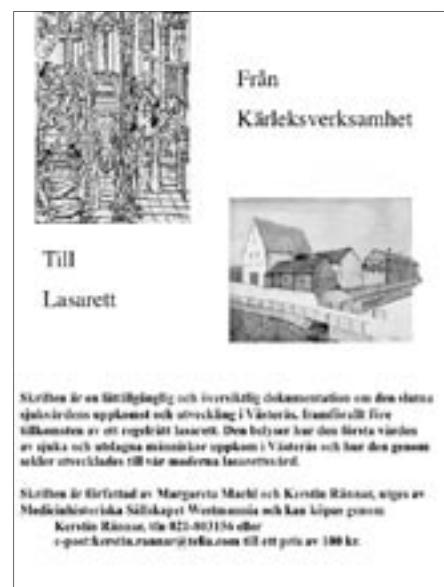 Från
Kärleksverksamhet
Till
Lasarett
Skriften är en lättillgänglig och översiktlig dokumentation om den slutna
sjukvårdens uppkomst och utveckling i Västerås, framförallt före
tillkomsten av ett regelrätt lasarett. Den belyser hur den första vården
av sjuka och utslagna människor uppkom i Västerås och hur den genom
sekler utvecklades till vår moderna lasarettsvård.
Skriften är författad av Margareta Maehl och Kerstin Rännar, utges av
Medicinhistoriska Sällskapet Westmannia och kan köpas genom
Kerstin Rännar, tfn 021-803156 eller
e-post:kerstin.rannar@telia.com till ett pris av 100 kr.